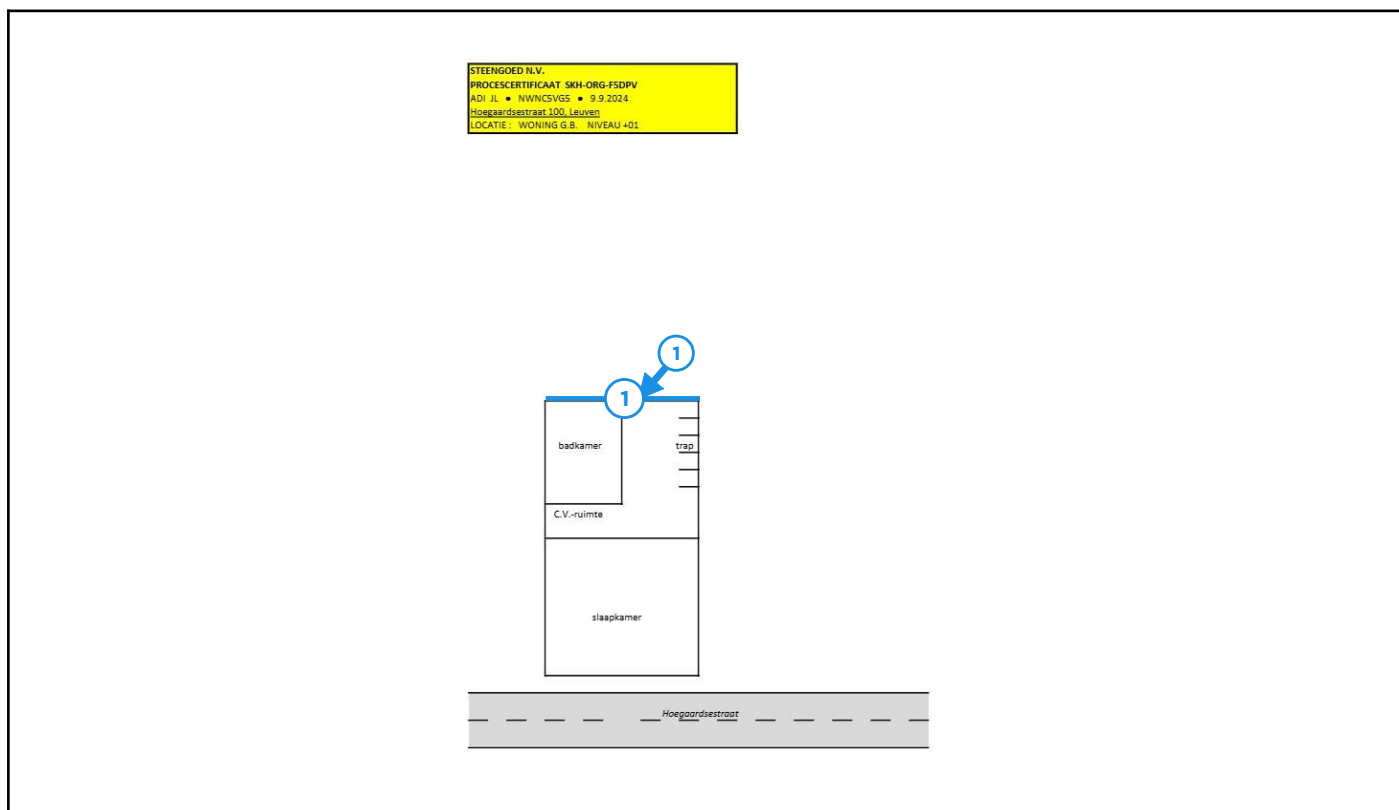 STEENGOED N.V.
PROCESCERTIFICAAT SKH-ORG-F5DPV
ADI JL ● NWNC5VG5 ● 9.9.2024
Hoegaardsestraat 100, Leuven
LOCATIE : WONING G.B. NIVEAU +01
1
1
badkamer
trap
C.V.-ruimte
slaapkamer
Hoegaardsestraat